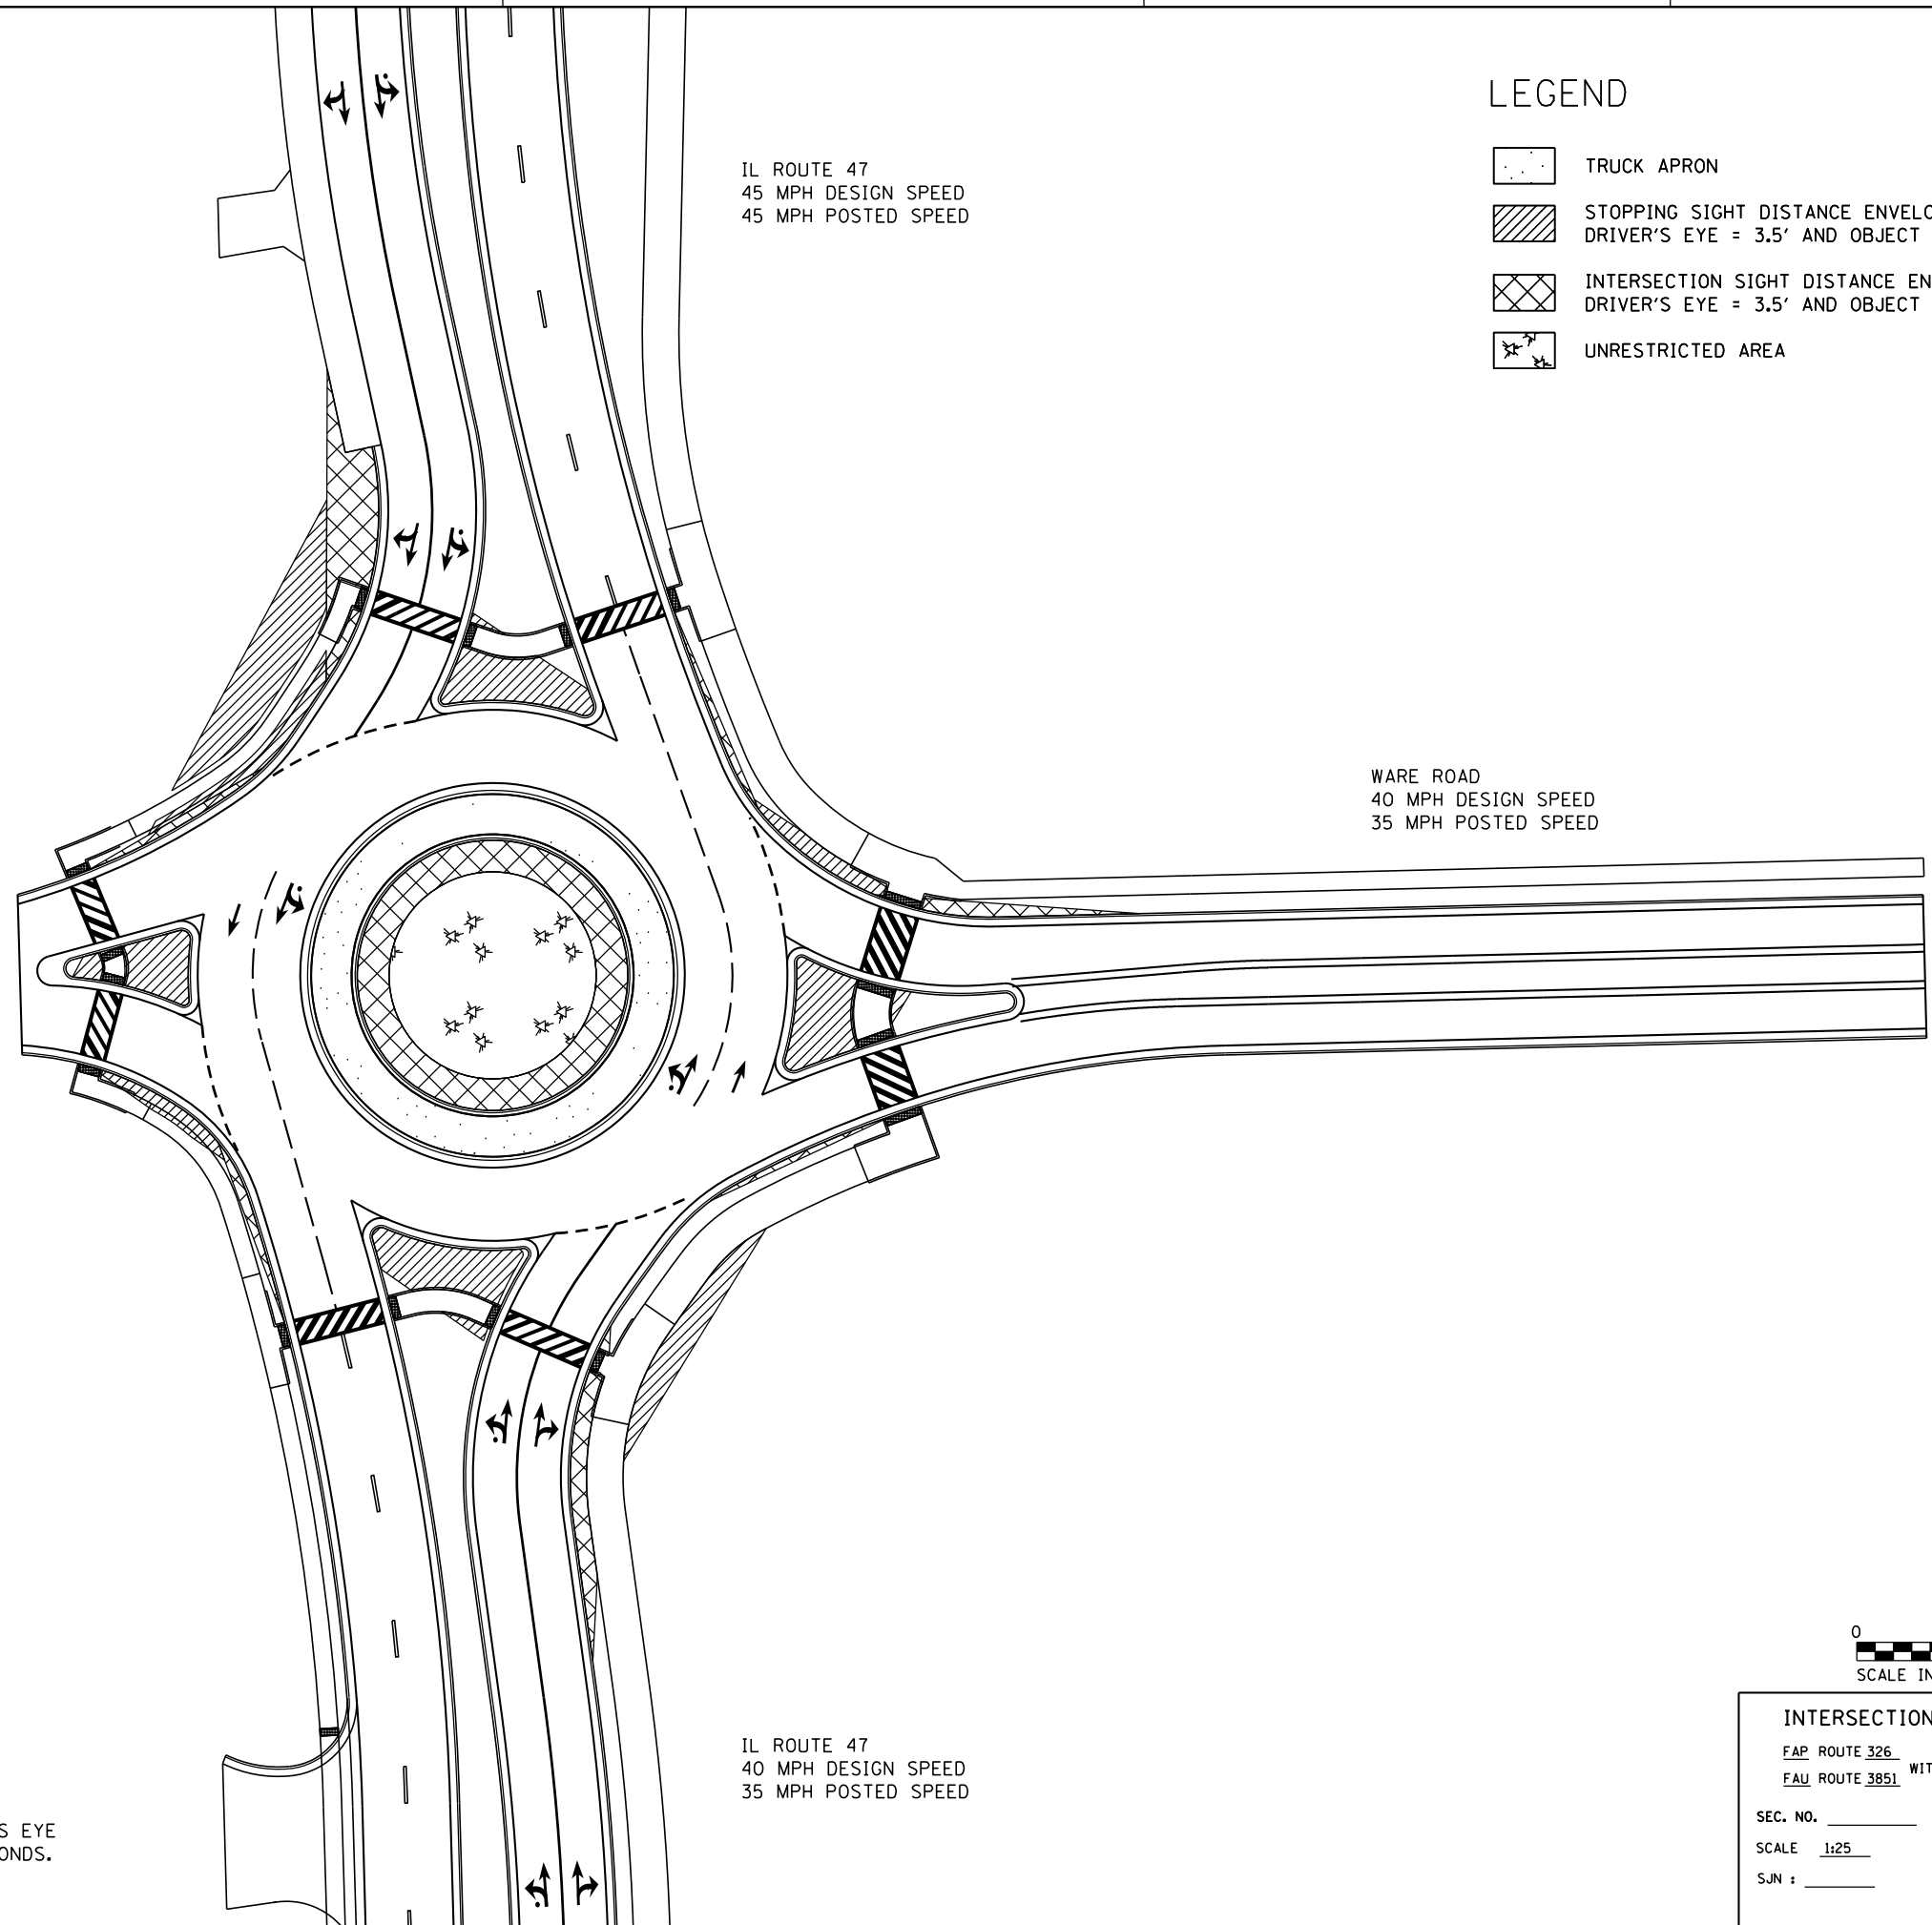 LEGEND
TRUCK APRON
STOPPING SIGHT DISTANCE ENVELO
DRIVER'S EYE = 3.5' AND OBJECT
INTERSECTION SIGHT DISTANCE EN
DRIVER'S EYE = 3.5' AND OBJECT
UNRESTRICTED AREA
IL ROUTE 47
45 MPH DESIGN SPEED
45 MPH POSTED SPEED
WARE ROAD
40 MPH DESIGN SPEED
35 MPH POSTED SPEED
IL ROUTE 47
40 MPH DESIGN SPEED
35 MPH POSTED SPEED
S EYE
ONDS.
0
SCALE IN
INTERSECTION
FAP ROUTE 326
WIT
FAU ROUTE 3851
SEC. NO.
SCALE 1:25
SJN :